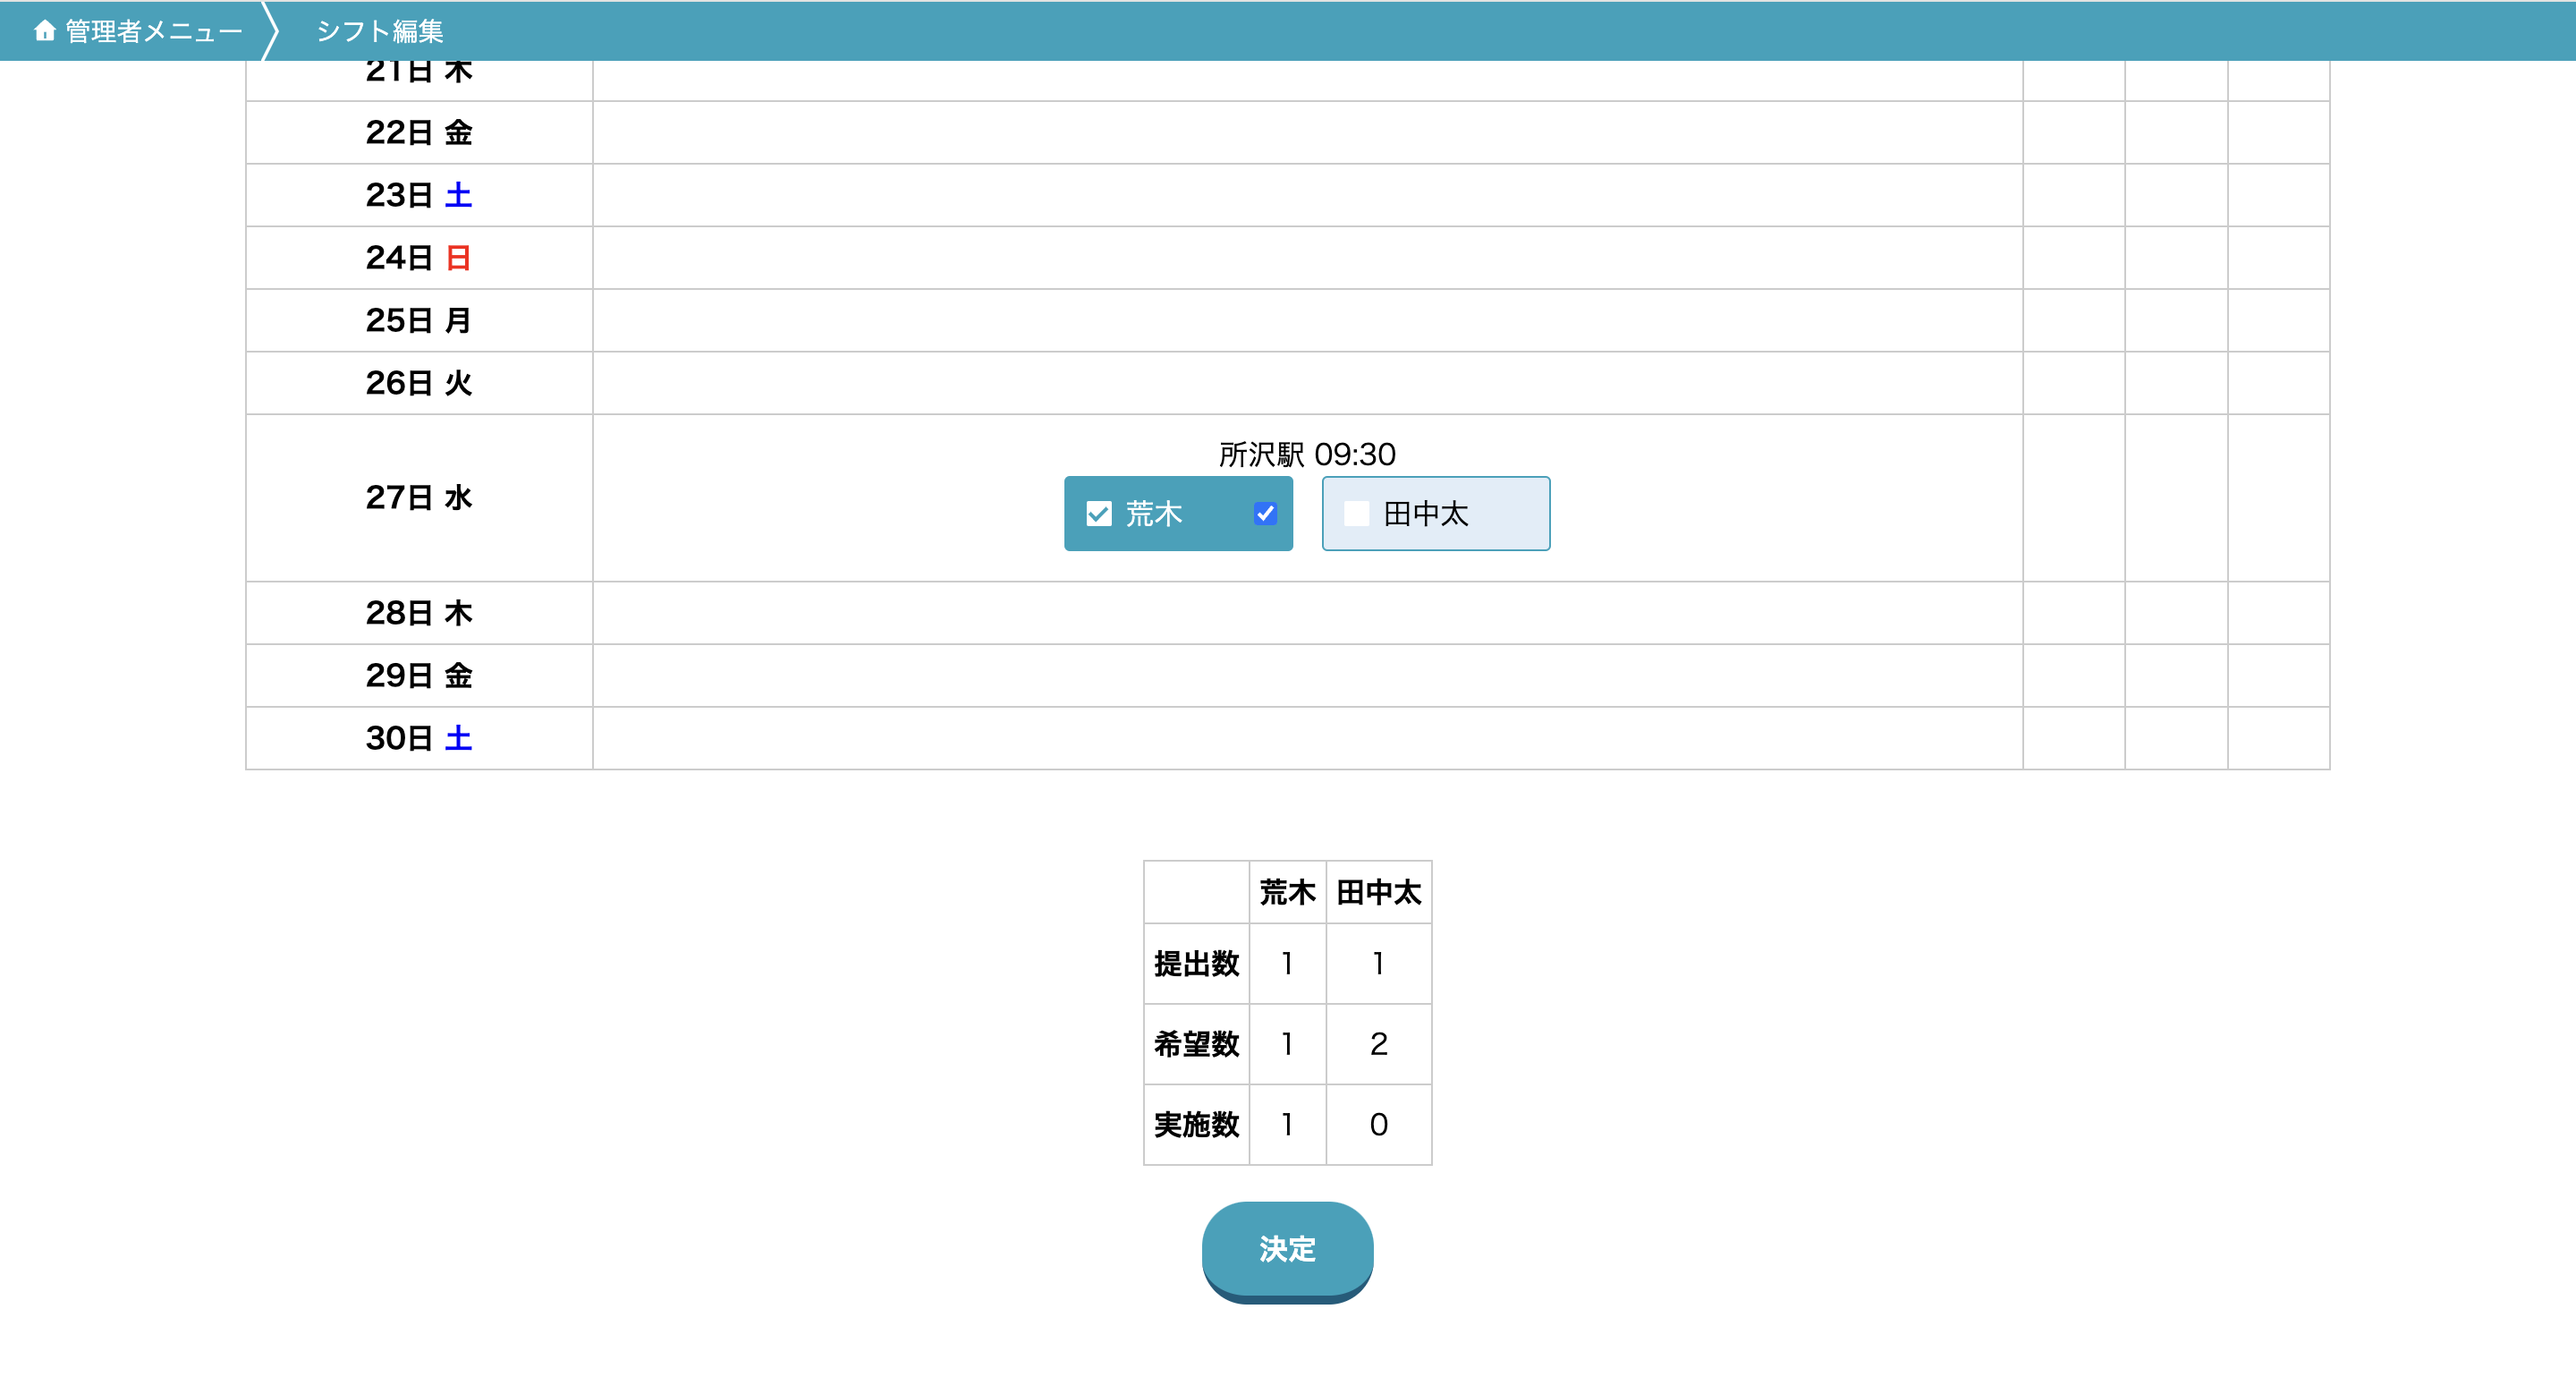 管理者メニュー シフト編集
21日 木
22日 金
23日 土
24日 日
25日 月
26日 火
27日 水
所沢駅 09:30
荒木 田中太
28日 木
29日 金
30日 土
荒木 田中太
提出数 1 1
希望数 1 2
実施数 1 0
決定